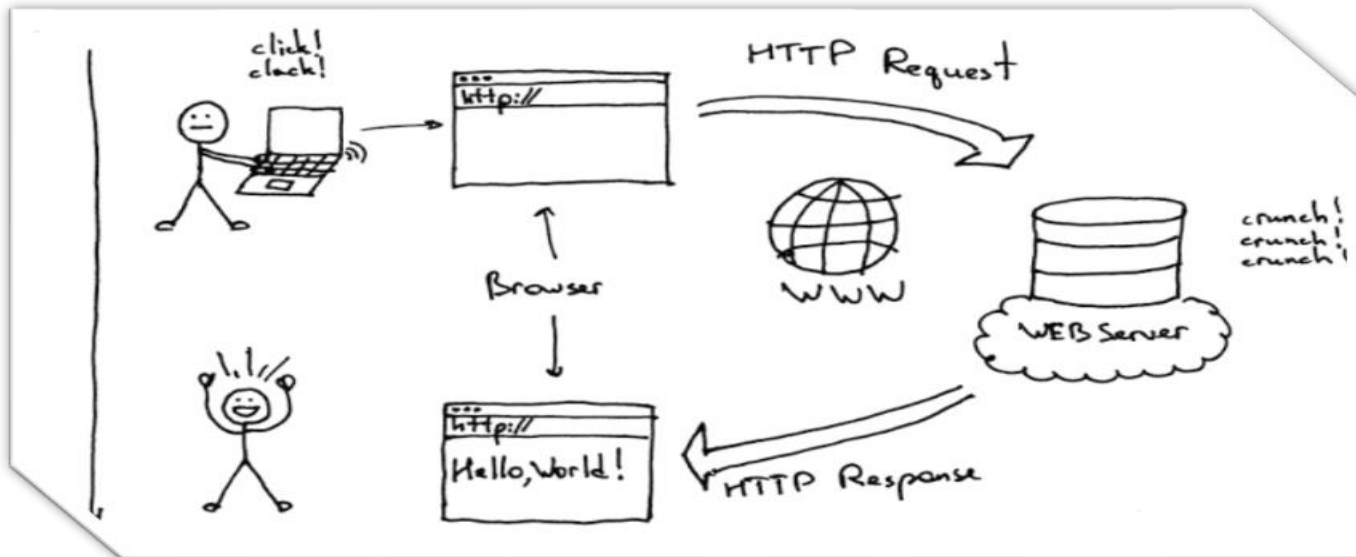 click!
clack!
http://
HTTP Request
crunch!
crunch!
crunch!
Browser
WWW
WEB Server
http://
Hello, World!
HTTP Response